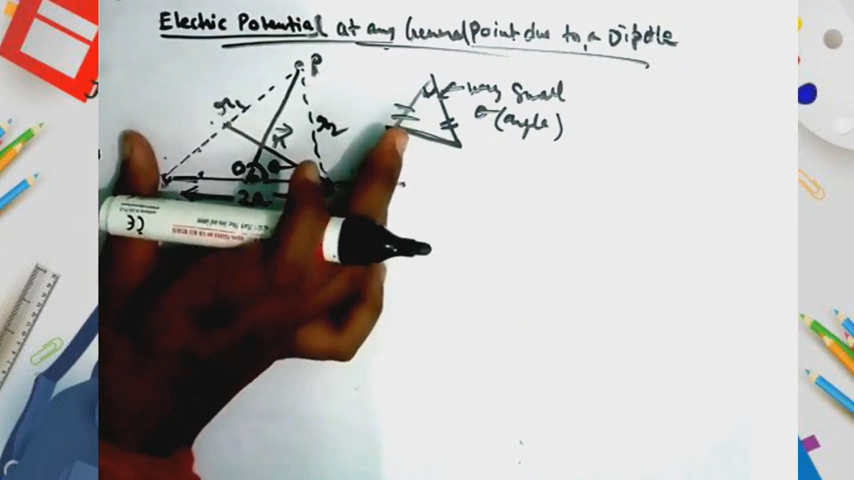 Electric Potential at any General Point due to a Dipole
P
r1
r2
r
very small
θ (angle)
O
θ
2a
CE